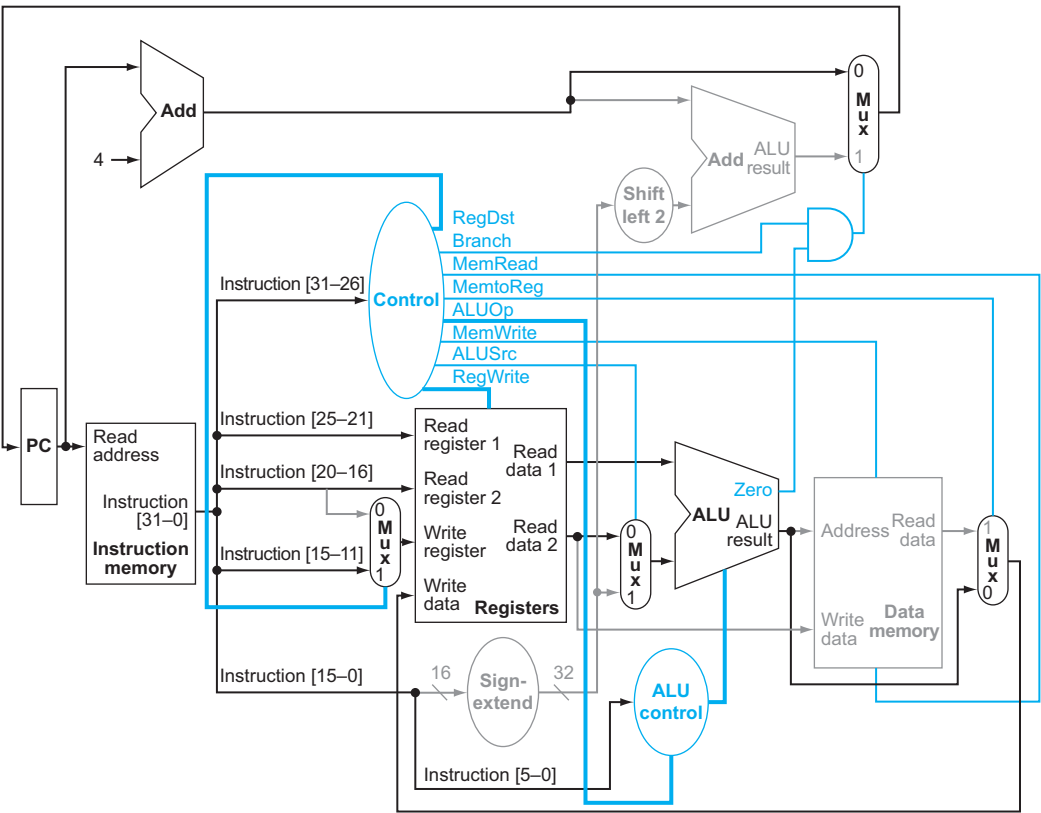 0
M
u
x
1
Add
4
Add
ALU
result
Shift
left 2
RegDst
Branch
MemRead
MemtoReg
ALUOp
MemWrite
ALUSrc
RegWrite
Control
Instruction [31–26]
Instruction [25–21]
Instruction [20–16]
Instruction [15–11]
Instruction [15–0]
Instruction [5–0]
PC
Read
address
Instruction
[31–0]
Instruction
memory
0
M
u
x
1
Read
register 1
Read
register 2
Write
register
Write
data
Read
data 1
Read
data 2
Registers
0
M
u
x
1
Zero
ALU
ALU
result
Address
Read
data
Write
data
Data
memory
1
M
u
x
0
16
Sign-
extend
32
ALU
control